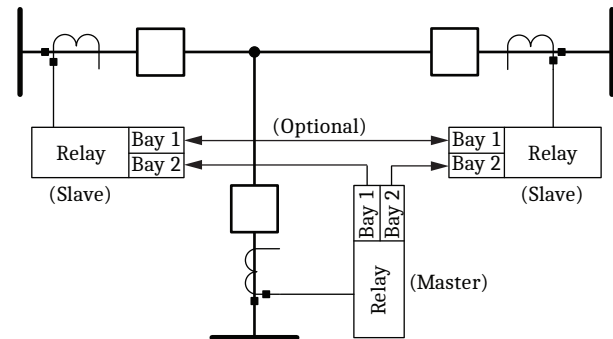 Bay 1
(Optional)
Bay 1
Relay
Relay
Bay 2
Bay 2
(Slave)
(Slave)
Bay 1
Bay 2
Relay
(Master)